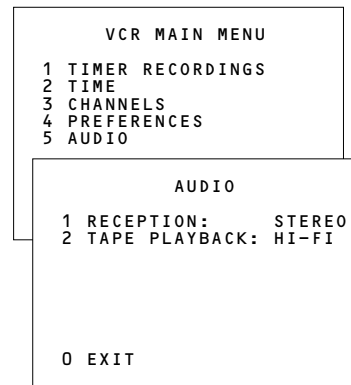 VCR MAIN MENU
1 TIMER RECORDINGS
2 TIME
3 CHANNELS
4 PREFERENCES
5 AUDIO
AUDIO
1 RECEPTION: STEREO
2 TAPE PLAYBACK: HI-FI
0 EXIT